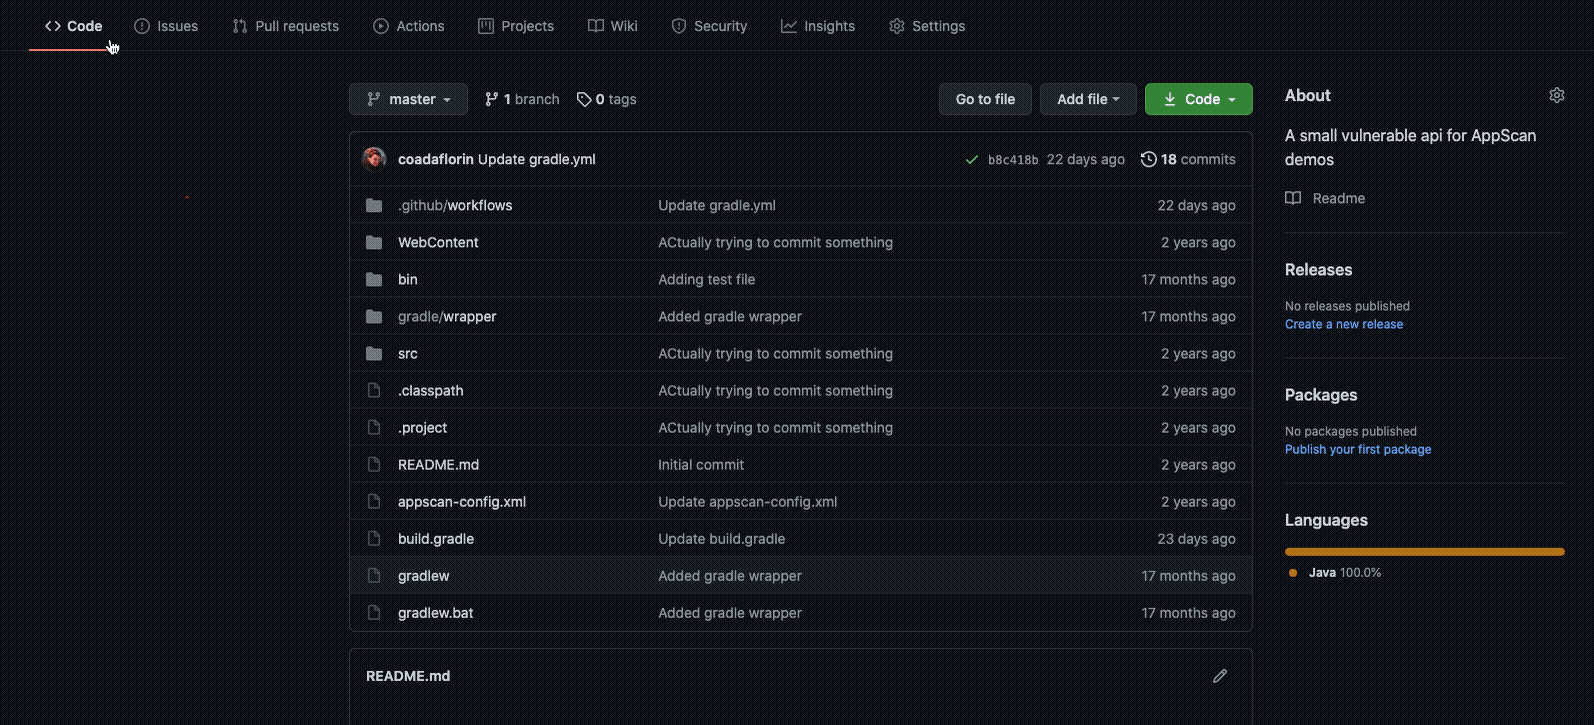 Code Issues Pull requests Actions Projects Wiki Security Insights Settings
master 1 branch 0 tags Go to file Add file Code
coadaflorin Update gradle.yml b8c418b 22 days ago 18 commits
.github/workflows Update gradle.yml 22 days ago
WebContent ACtually trying to commit something 2 years ago
bin Adding test file 17 months ago
gradle/wrapper Added gradle wrapper 17 months ago
src ACtually trying to commit something 2 years ago
.classpath ACtually trying to commit something 2 years ago
.project ACtually trying to commit something 2 years ago
README.md Initial commit 2 years ago
appscan-config.xml Update appscan-config.xml 2 years ago
build.gradle Update build.gradle 23 days ago
gradlew Added gradle wrapper 17 months ago
gradlew.bat Added gradle wrapper 17 months ago
README.md
About
A small vulnerable api for AppScan
demos
Readme
Releases
No releases published
Create a new release
Packages
No packages published
Publish your first package
Languages
Java 100.0%